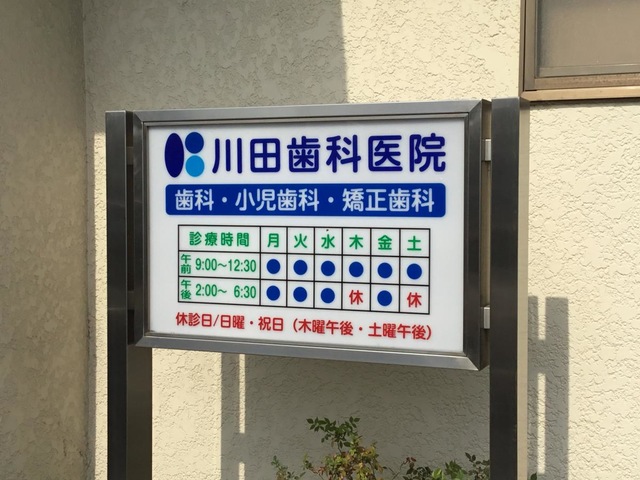 川田歯科医院
歯科・小児歯科・矯正歯科
診療時間 月 火 水 木 金 土
午前 9:00〜12:30 ● ● ● ● ● ●
午後 2:00〜 6:30 ● ● ● 休 ● 休
休診日/日曜・祝日（木曜午後・土曜午後）